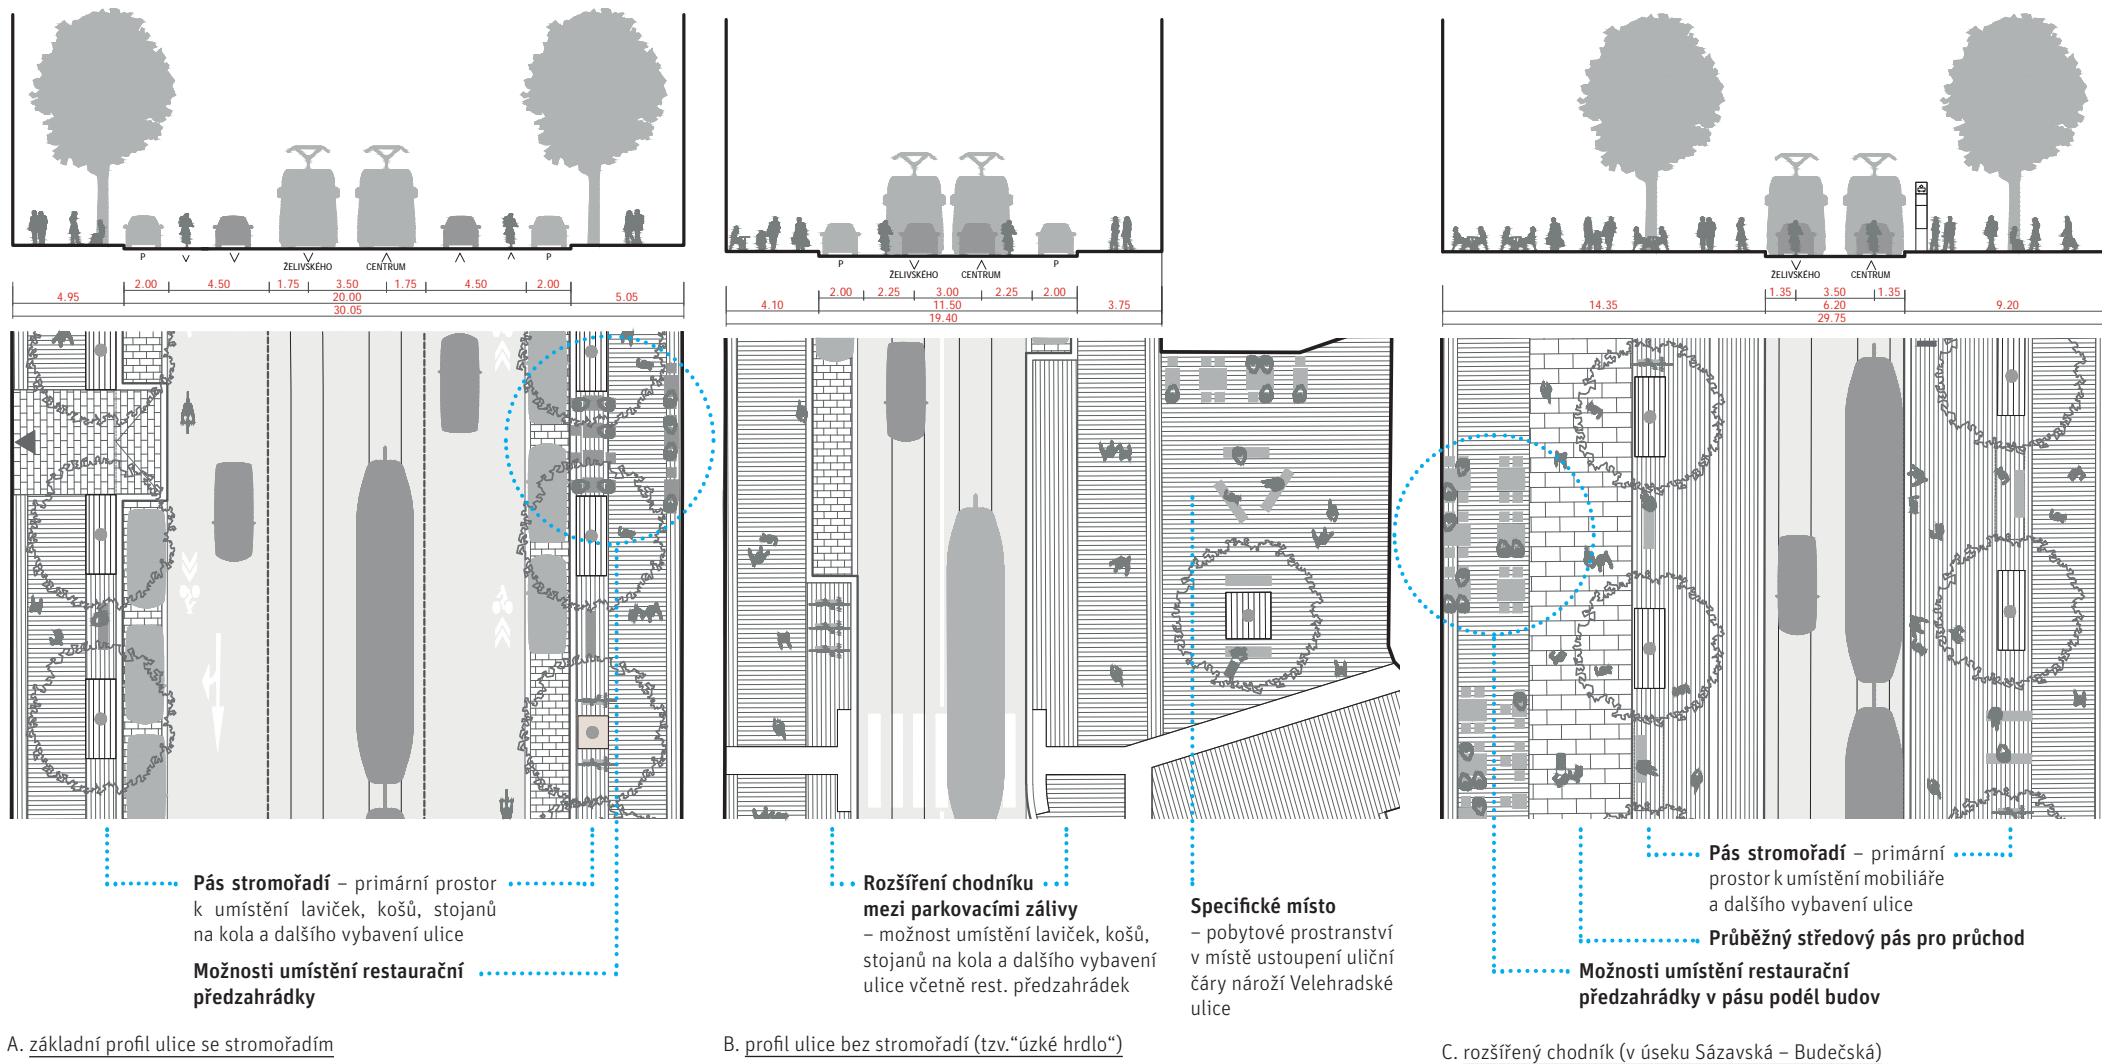 P
ŽELIVSKÉHO
CENTRUM
P
2.00
4.50
1.75
3.50
1.75
4.50
2.00
4.95
20.00
5.05
30.05
P
ŽELIVSKÉHO
CENTRUM
P
2.00
2.25
3.00
2.25
2.00
4.10
11.50
3.75
19.40
ŽELIVSKÉHO
CENTRUM
1.35
3.50
1.35
14.35
6.20
9.20
29.75
Pás stromořadí – primární prostor
k umístění laviček, košů, stojanů
na kola a dalšího vybavení ulice
Možnosti umístění restaurační
předzahrádky
Rozšíření chodníku
mezi parkovacími zálivy
– možnost umístění laviček, košů,
stojanů na kola a dalšího vybavení
ulice včetně rest. předzahrádek
Specifické místo
– pobytové prostranství
v místě ustoupení uliční
čáry nároží Velehradské
ulice
Pás stromořadí – primární
prostor k umístění mobiliáře
a dalšího vybavení ulice
Průběžný středový pás pro průchod
Možnosti umístění restaurační
předzahrádky v pásu podél budov
A. základní profil ulice se stromořadím
B. profil ulice bez stromořadí (tzv.“úzké hrdlo“)
C. rozšířený chodník (v úseku Sázavská – Budečská)